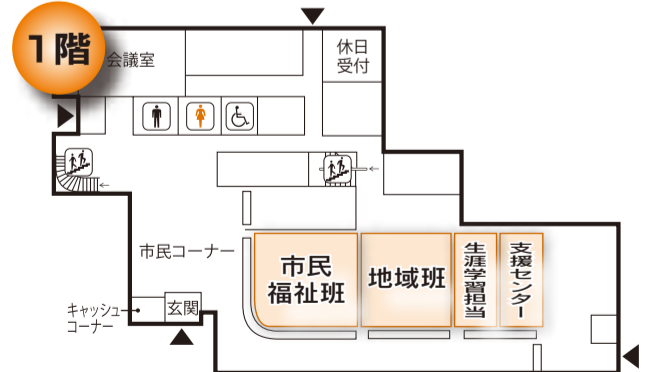 1階
会議室
休日
受付
市民コーナー
市民
福祉班
地域班
生涯学習担当
支援センター
キャッシュ
コーナー
玄関